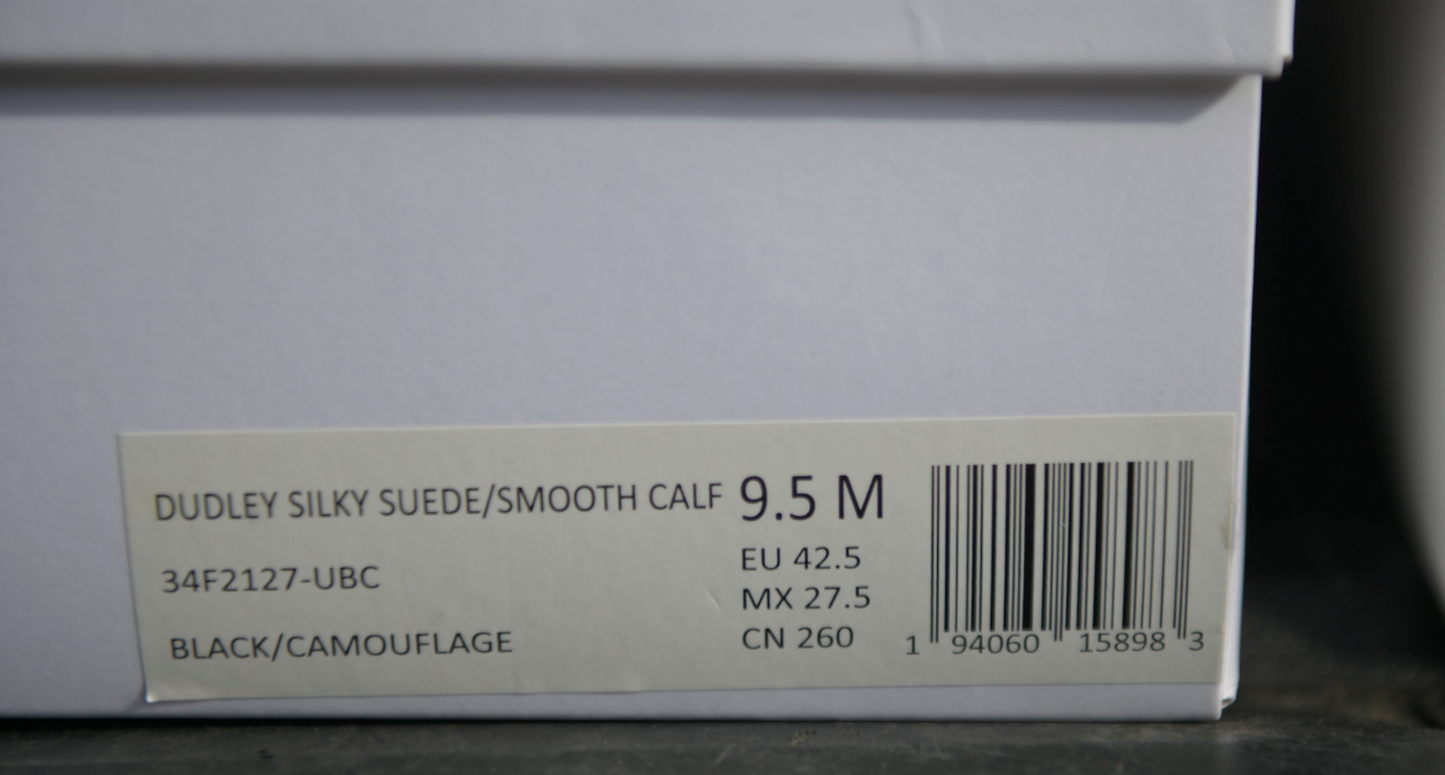 DUDLEY SILKY SUEDE/SMOOTH CALF 9.5 M
34F2127-UBC
BLACK/CAMOUFLAGE
EU 42.5
MX 27.5
CN 260
1 94060 15898 3